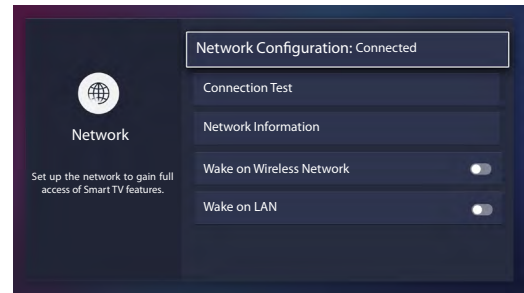 Network
Set up the network to gain full
access of Smart TV features.
Network Configuration: Connected
Connection Test
Network Information
Wake on Wireless Network
Wake on LAN